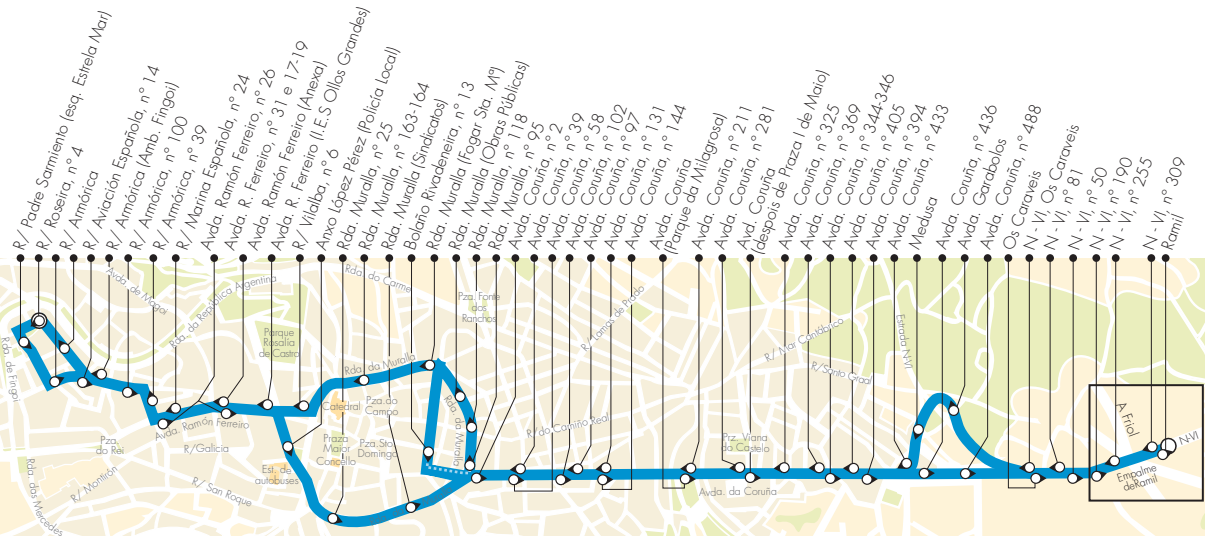 R/ Padre Sarmiento (esq. Estrela Mar)
R/ Roseira, nº 4
R/ Armórica
R/ Aviación Española, nº 14
R/ Armórica (Amb. Fingoi)
R/ Armórica, nº 100
R/ Armórica, nº 39
R/ Marina Española, nº 24
Avda. Ramón Ferreiro, nº 26
Avda. R. Ferreiro, nº 31 e 17-19
Avda. Ramón Ferreiro (Anexa)
Avda. R. Ferreiro (I.E.S Ollos Grandes)
R/ Vilalba, nº 6
Anxo López Pérez (Policía Local)
Rda. Muralla, nº 25
Rda. Muralla, nº 163-164
Rda. Muralla (Sindicatos)
Bolaño Rivadeneira, nº 13
Rda. Muralla (Fogar Sta. Mº)
Rda. Muralla (Obras Públicas)
Rda. Muralla, nº 118
Rda. Muralla, nº 95
Avda. Coruña, nº 2
Avda. Coruña, nº 39
Avda. Coruña, nº 58
Avda. Coruña, nº 102
Avda. Coruña, nº 97
Avda. Coruña, nº 131
Avda. Coruña, nº 144
Avda. Coruña
(Parque da Milagrosa)
Avda. Coruña, nº 211
Avda. Coruña, nº 281
Avda. Coruña
(despois de Praza I de Maio)
Avda. Coruña, nº 325
Avda. Coruña, nº 369
Avda. Coruña, nº 344-346
Avda. Coruña, nº 405
Avda. Coruña, nº 394
Avda. Coruña, nº 433
Medusa
Avda. Coruña, nº 436
Avda. Garabolos
Avda. Coruña, nº 488
Os Caraveis
N - VI, Os Caraveis
N - VI, nº 81
N - VI, nº 50
N - VI, nº 190
N - VI, nº 255
N - VI, nº 309
Ramil
Avda. de Magoi
Rda. da República Argentina
Rda. do Carme
Parque
Rosalía
de Castro
Pza. Fonte
dos
Ranchos
R/ Lamas de Prado
R/ Mar Cantábrico
Estrada N-VI
Rda. de Fingoi
Rda. da Muralla
R/Santo Graal
Catedral
Pza. do
Campo
Rda. da Muralla
R/do Camiño Real
A Friol
N-VI
Avda. Ramón Ferreiro
Pza.
do Rei
R/Galicia
Praza
Maior
Concello
Pza.Sto.
Domingo
Prz. Viana
do Castelo
Est. de
autobuses
Empalme
deRamil
R/ Montirón
R/ San Roque
Avda. da Coruña
Rda. das Mercedes